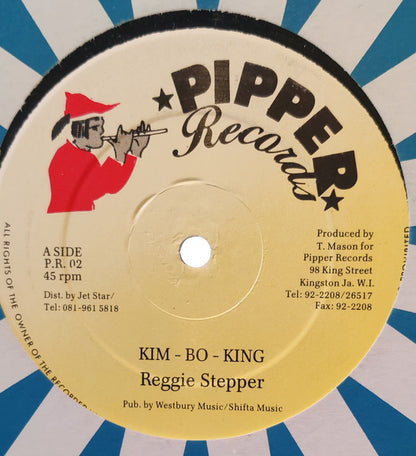 ★PIPPER★
Records
A SIDE
P.R. 02
45 rpm
Dist. by Jet Star/
Tel: 081-961 5818
Produced by
T. Mason for
Pipper Records
98 King Street
Kingston Ja. W.I.
Tel: 92-2208/26517
Fax: 92-2208
KIM - BO - KING
Reggie Stepper
Pub. by Westbury Music/Shifta Music
ALL RIGHTS OF THE OWNER OF THE RECORDED